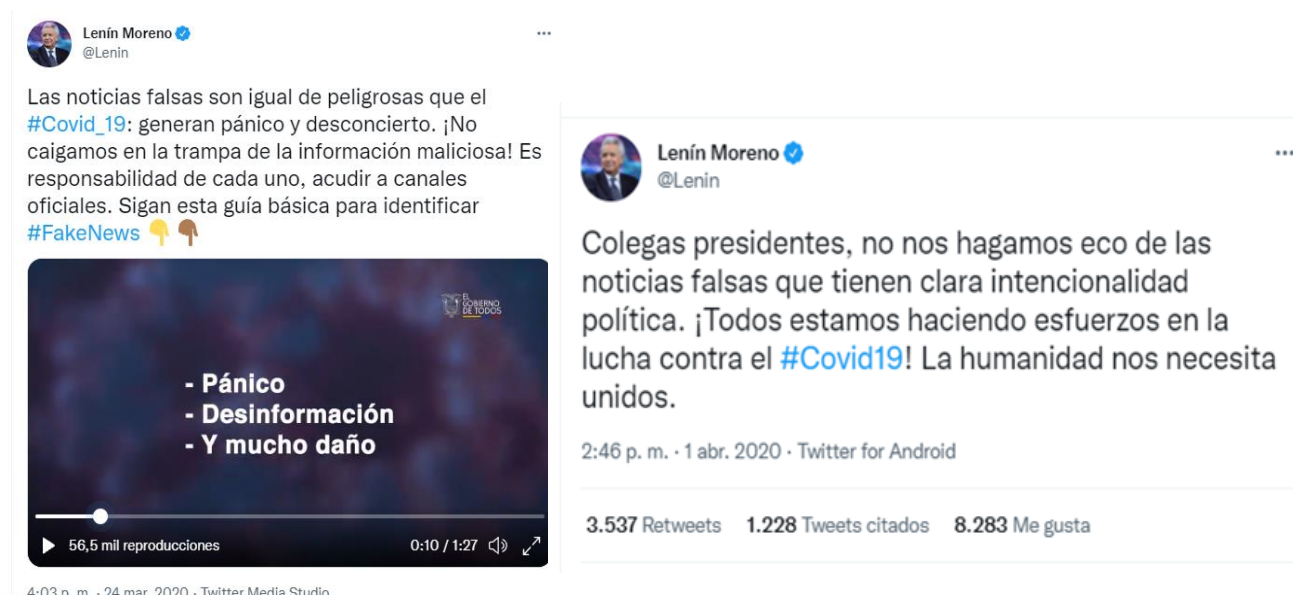 Lenín Moreno
@Lenin
Las noticias falsas son igual de peligrosas que el
#Covid_19: generan pánico y desconcierto. ¡No
caigamos en la trampa de la información maliciosa! Es
responsabilidad de cada uno, acudir a canales
oficiales. Sigan esta guía básica para identificar
#FakeNews 👇 👇🏾
EL
GOBIERNO
DE TODOS
- Pánico
- Desinformación
- Y mucho daño
56,5 mil reproducciones
0:10 / 1:27
4:03 p. m. · 24 mar. 2020 · Twitter Media Studio
Lenín Moreno
@Lenin
Colegas presidentes, no nos hagamos eco de las
noticias falsas que tienen clara intencionalidad
política. ¡Todos estamos haciendo esfuerzos en la
lucha contra el #Covid19! La humanidad nos necesita
unidos.
2:46 p. m. · 1 abr. 2020 · Twitter for Android
3.537 Retweets 1.228 Tweets citados 8.283 Me gusta